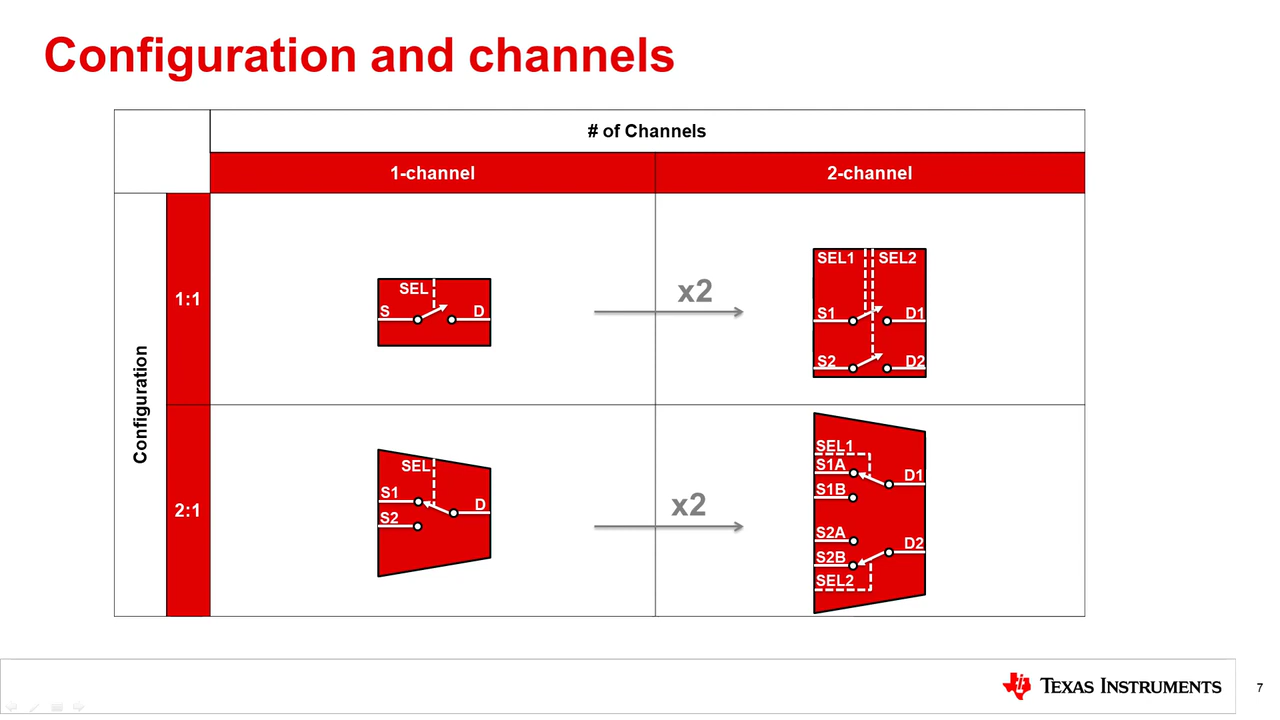 Configuration and channels
# of Channels
1-channel
2-channel
Configuration
1:1
SEL
S
D
x2
SEL1
SEL2
S1
D1
S2
D2
2:1
SEL
S1
S2
D
x2
SEL1
S1A
S1B
D1
S2A
S2B
D2
SEL2
TEXAS INSTRUMENTS
7